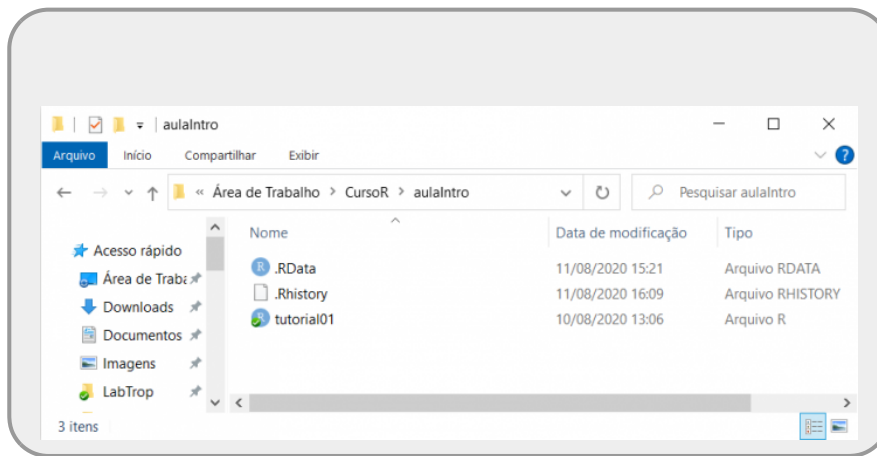 aulaIntro
Arquivo Início Compartilhar Exibir
« Área de Trabalho > CursoR > aulaIntro Pesquisar aulaIntro
Nome Data de modificação Tipo
Acesso rápido
Área de Traba
Downloads
Documentos
Imagens
LabTrop
.RData 11/08/2020 15:21 Arquivo RDATA
.Rhistory 11/08/2020 16:09 Arquivo RHISTORY
tutorial01 10/08/2020 13:06 Arquivo R
3 itens